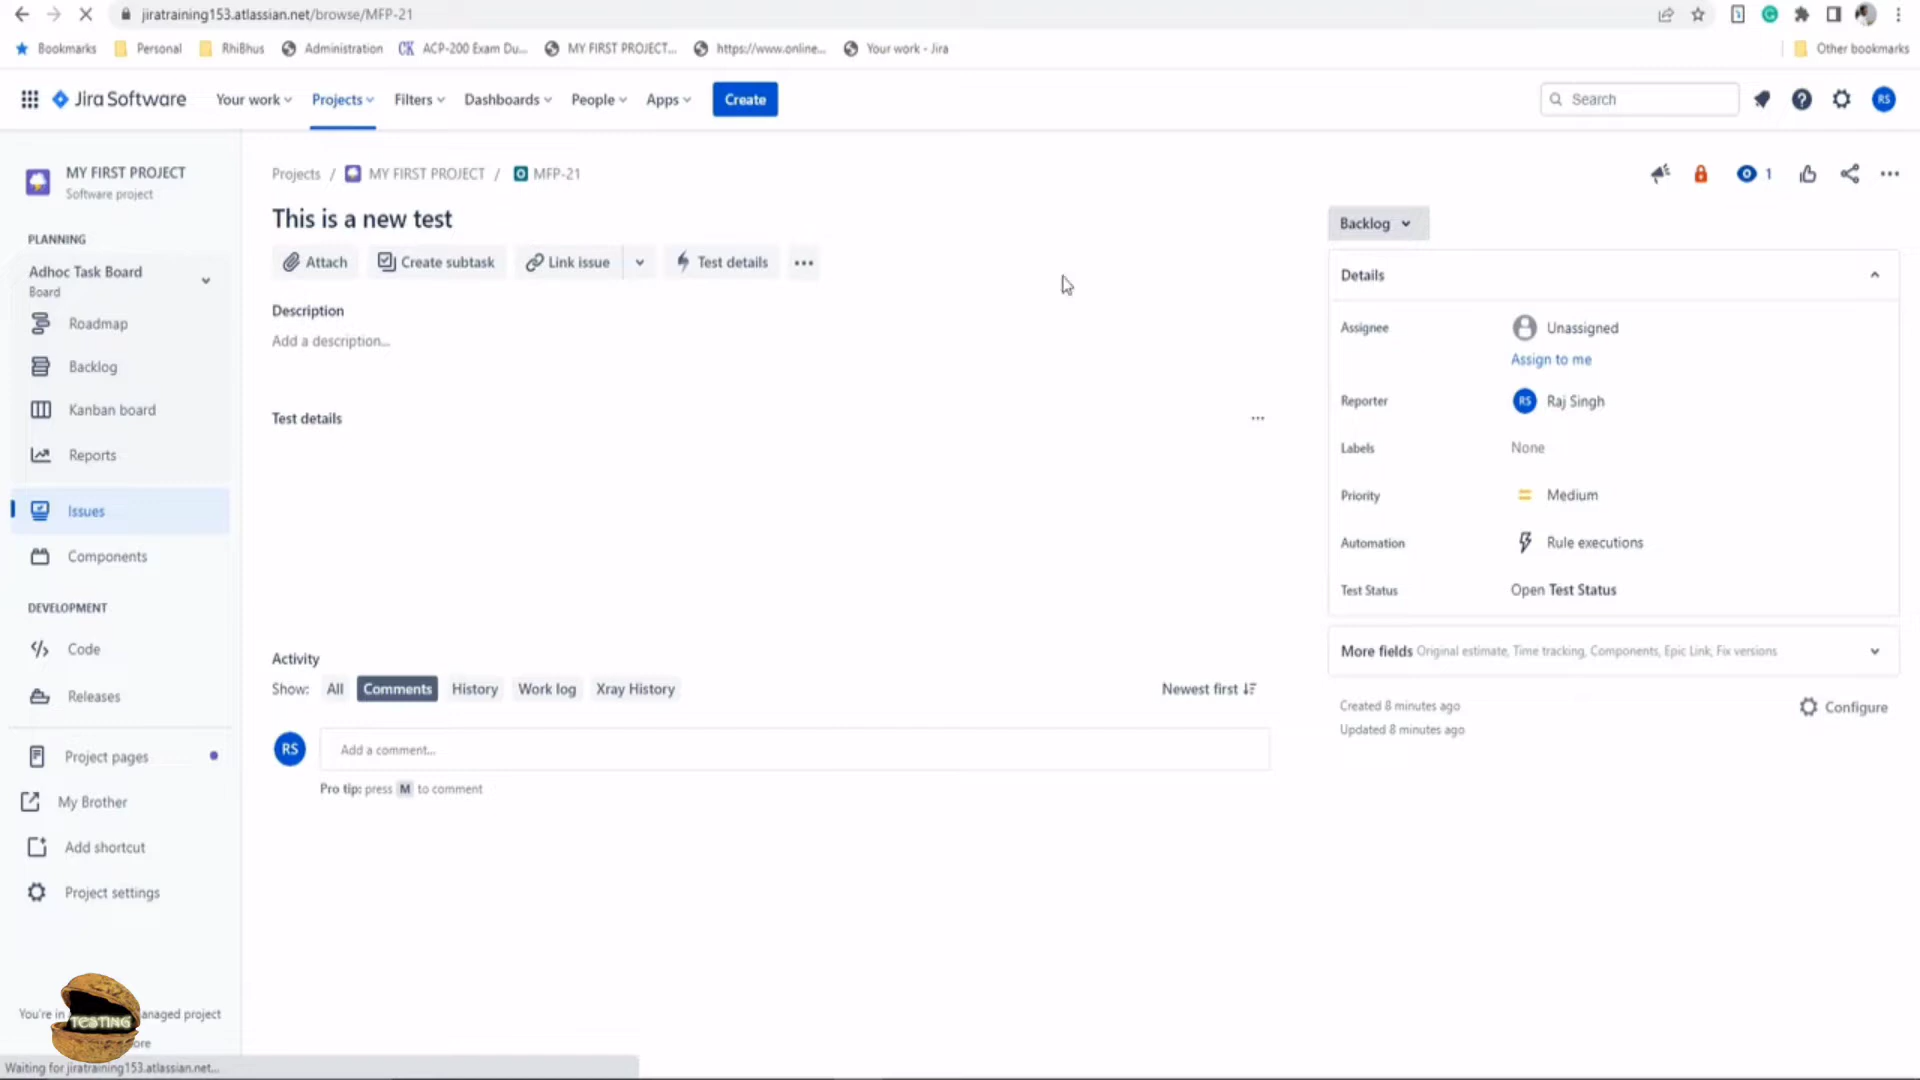 jiratraining153.atlassian.net/browse/MFP-21
Bookmarks Personal RhiBhus Administration CK ACP-200 Exam Du... MY FIRST PROJECT... https://www.online... Your work - Jira Other bookmarks
Jira Software Your work Projects Filters Dashboards People Apps Create Search RS
MY FIRST PROJECT
Software project
Projects / MY FIRST PROJECT / MFP-21
1
This is a new test
Backlog
PLANNING
Attach Create subtask Link issue Test details
Adhoc Task Board
Board
Details
Description
Add a description...
Roadmap
Assignee Unassigned
Assign to me
Backlog
Reporter RS Raj Singh
Kanban board
Test details
Labels None
Reports
Priority Medium
Issues
Automation Rule executions
Components
Test Status Open Test Status
DEVELOPMENT
Code
More fields Original estimate, Time tracking, Components, Epic Link, Fix versions
Activity
Show: All Comments History Work log Xray History Newest first
Releases
Created 8 minutes ago
Updated 8 minutes ago
Configure
RS Add a comment...
Pro tip: press M to comment
Project pages
My Brother
Add shortcut
Project settings
You're in
anaged project
TESTING
ore
Waiting for jiratraining153.atlassian.net...